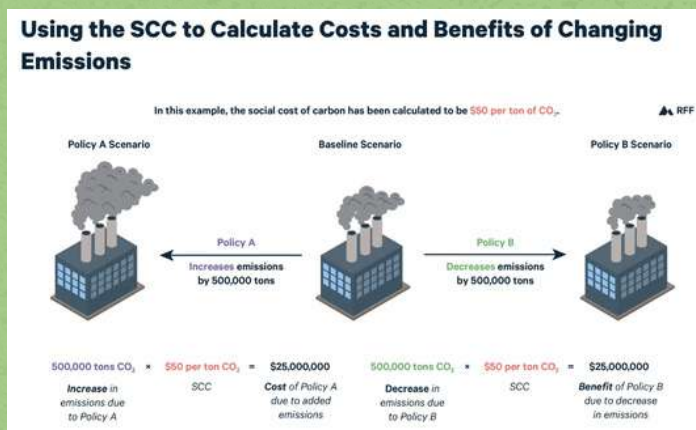 Using the SCC to Calculate Costs and Benefits of Changing
Emissions
In this example, the social cost of carbon has been calculated to be $50 per ton of CO₂.
RFF
Policy A Scenario
Baseline Scenario
Policy B Scenario
Policy A
Increases emissions
by 500,000 tons
Policy B
Decreases emissions
by 500,000 tons
500,000 tons CO₂ × $50 per ton CO₂ = $25,000,000
Increase in
emissions due
to Policy A
SCC
Cost of Policy A
due to added
emissions
500,000 tons CO₂ × $50 per ton CO₂ = $25,000,000
Decrease in
emissions due
to Policy B
SCC
Benefit of Policy B
due to decrease
in emissions